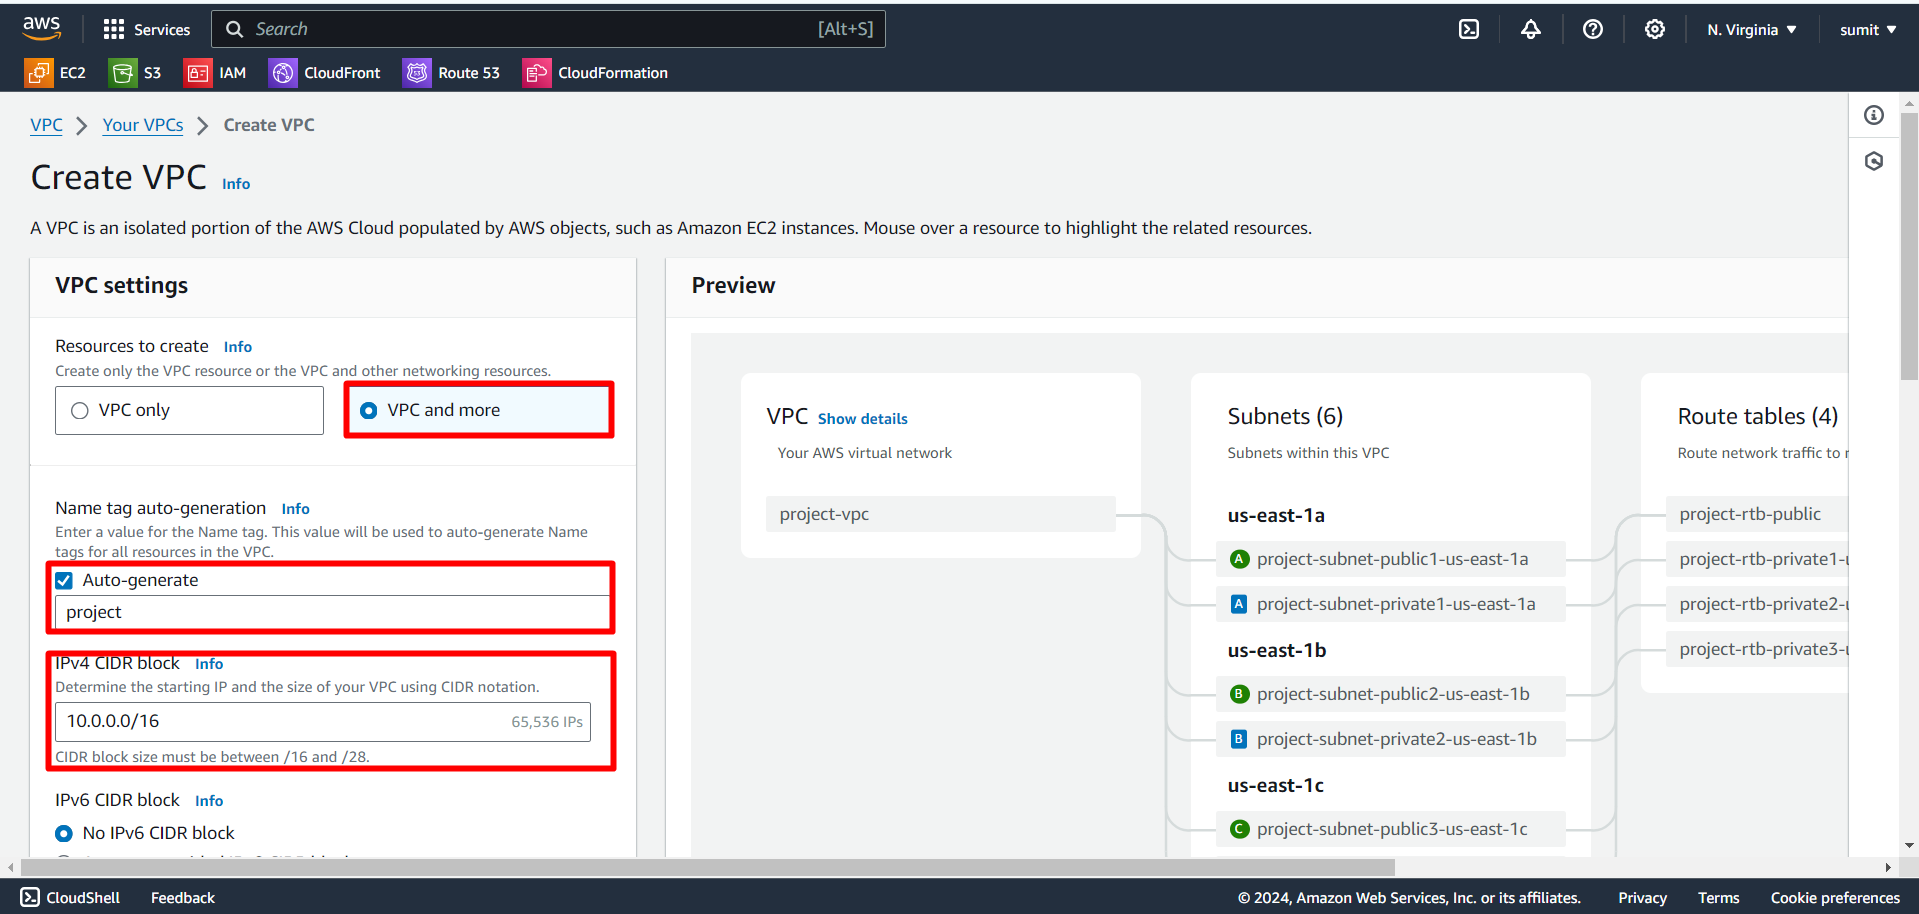 aws
Services
Search
[Alt+S]
N. Virginia
sumit
EC2
S3
IAM
CloudFront
Route 53
CloudFormation
VPC
Your VPCs
Create VPC
Create VPC Info
A VPC is an isolated portion of the AWS Cloud populated by AWS objects, such as Amazon EC2 instances. Mouse over a resource to highlight the related resources.
VPC settings
Resources to create Info
Create only the VPC resource or the VPC and other networking resources.
VPC only
VPC and more
Name tag auto-generation Info
Enter a value for the Name tag. This value will be used to auto-generate Name
tags for all resources in the VPC.
Auto-generate
project
IPv4 CIDR block Info
Determine the starting IP and the size of your VPC using CIDR notation.
10.0.0.0/16
65,536 IPs
CIDR block size must be between /16 and /28.
IPv6 CIDR block Info
No IPv6 CIDR block
Preview
VPC Show details
Your AWS virtual network
project-vpc
Subnets (6)
Subnets within this VPC
us-east-1a
A project-subnet-public1-us-east-1a
A project-subnet-private1-us-east-1a
us-east-1b
B project-subnet-public2-us-east-1b
B project-subnet-private2-us-east-1b
us-east-1c
C project-subnet-public3-us-east-1c
Route tables (4)
Route network traffic to
project-rtb-public
project-rtb-private1-
project-rtb-private2-
project-rtb-private3-
CloudShell
Feedback
© 2024, Amazon Web Services, Inc. or its affiliates.
Privacy
Terms
Cookie preferences